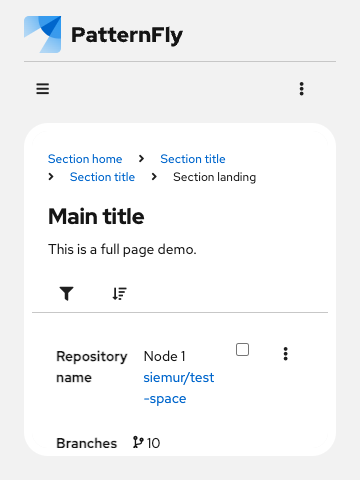 PatternFly
Section home > Section title
> Section title > Section landing
Main title
This is a full page demo.
Repository name
Node 1
siemur/test
-space
Branches
10